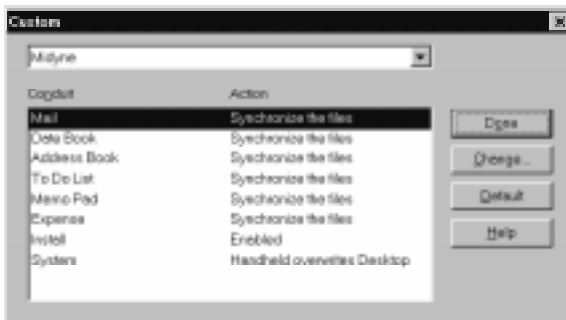 Custom
Midyne
Conduit Action
Mail Synchronize the files
Date Book Synchronize the files
Address Book Synchronize the files
To Do List Synchronize the files
Memo Pad Synchronize the files
Expense Synchronize the files
Install Enabled
System Handheld overwrites Desktop
Done
Change...
Default
Help